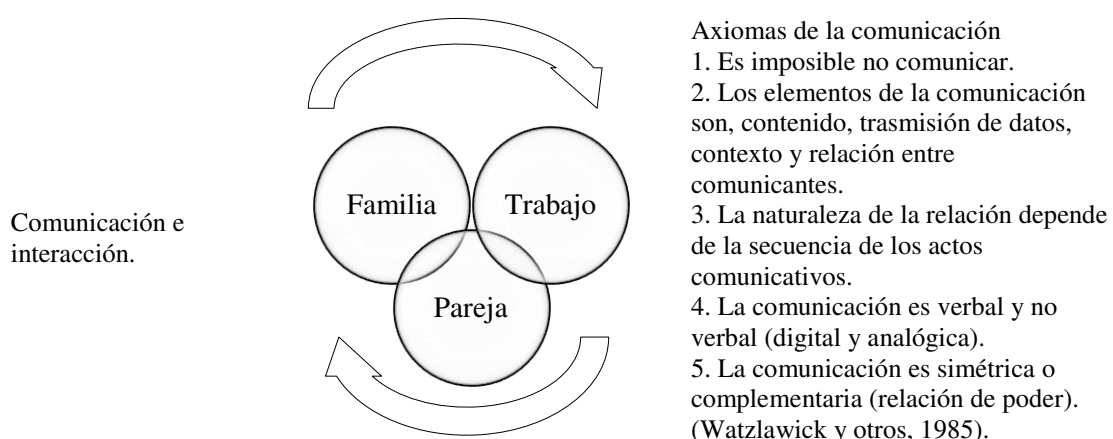 Comunicación e
interacción.
Familia
Trabajo
Pareja
Axiomas de la comunicación
1. Es imposible no comunicar.
2. Los elementos de la comunicación
son, contenido, trasmisión de datos,
contexto y relación entre
comunicantes.
3. La naturaleza de la relación depende
de la secuencia de los actos
comunicativos.
4. La comunicación es verbal y no
verbal (digital y analógica).
5. La comunicación es simétrica o
complementaria (relación de poder).
(Watzlawick y otros, 1985).